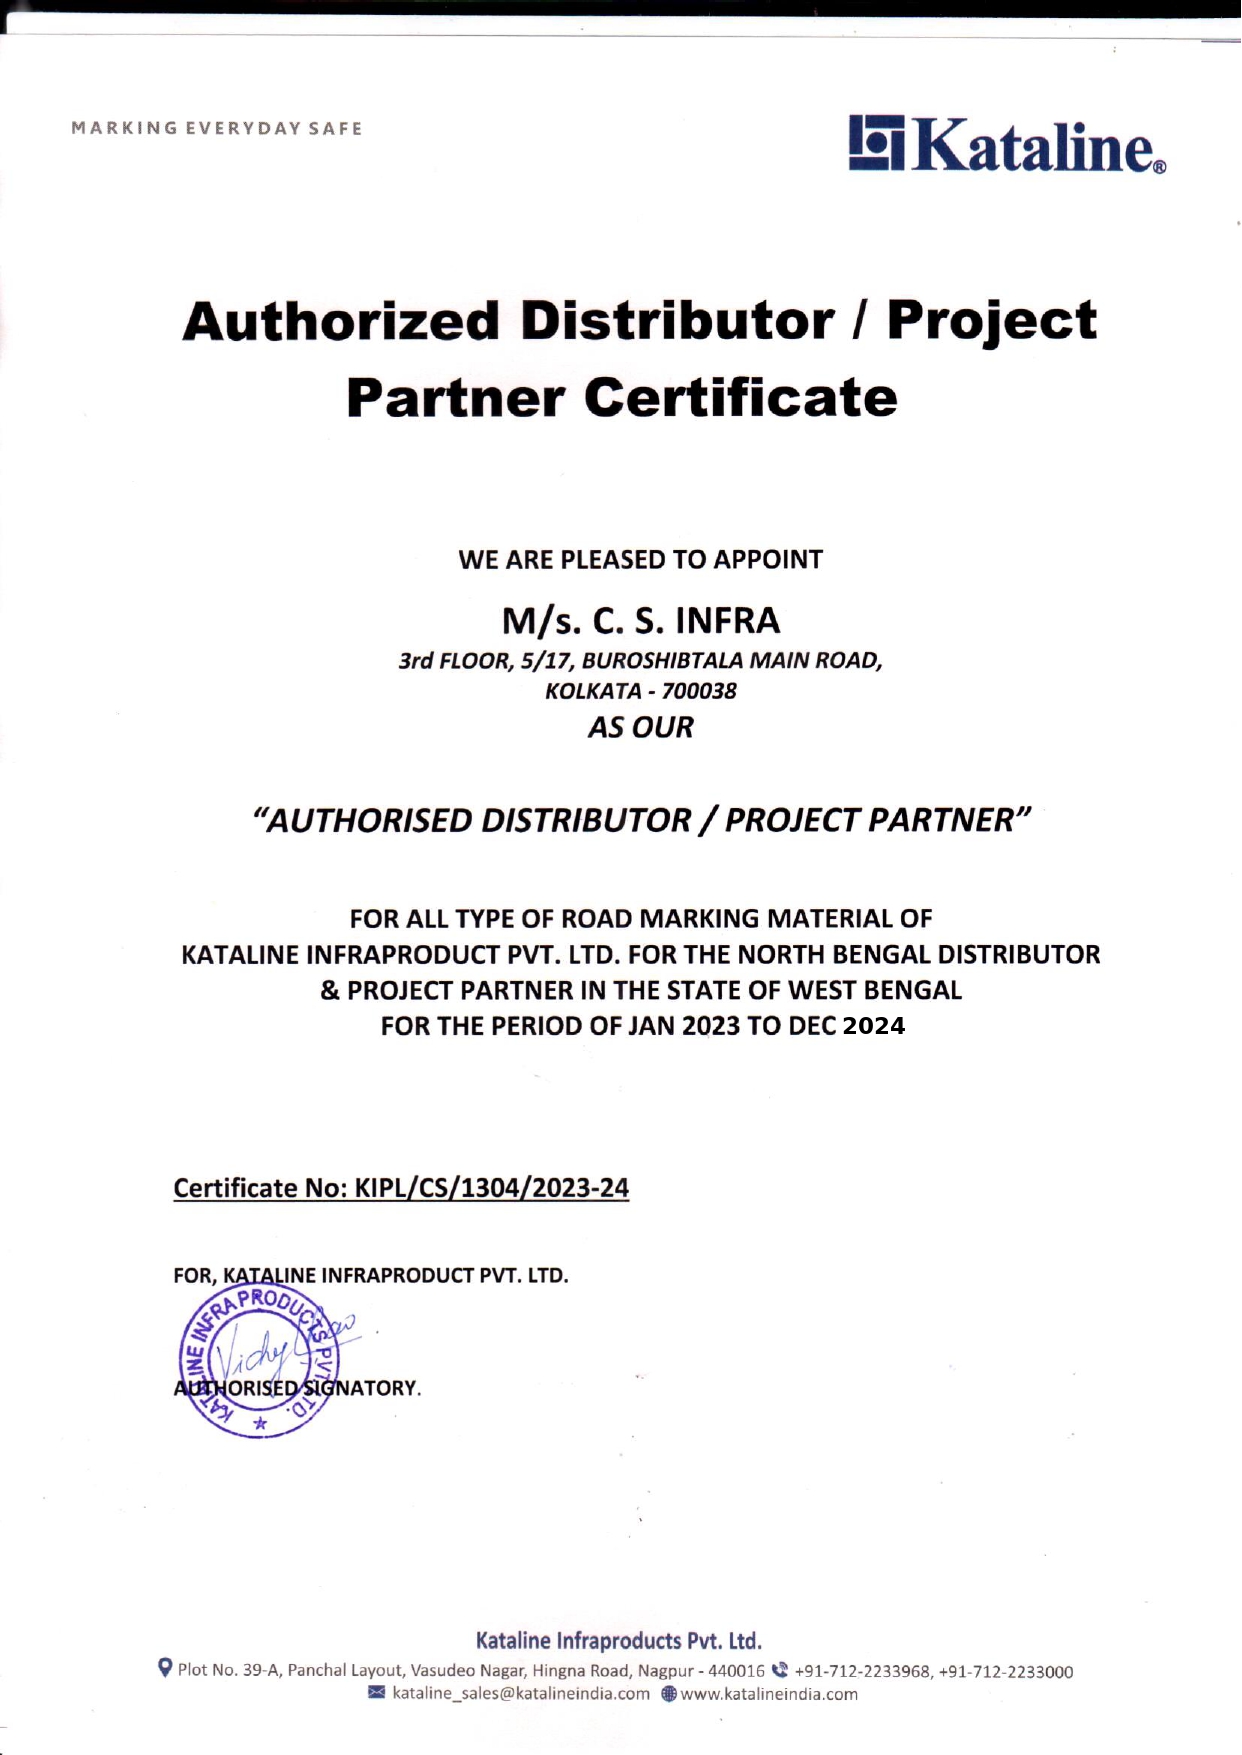 MARKING EVERYDAY SAFE
Kataline®
Authorized Distributor / Project
Partner Certificate
WE ARE PLEASED TO APPOINT
M/s. C. S. INFRA
3rd FLOOR, 5/17, BUROSHIBTALA MAIN ROAD,
KOLKATA - 700038
AS OUR
“AUTHORISED DISTRIBUTOR / PROJECT PARTNER”
FOR ALL TYPE OF ROAD MARKING MATERIAL OF
KATALINE INFRAPRODUCT PVT. LTD. FOR THE NORTH BENGAL DISTRIBUTOR
& PROJECT PARTNER IN THE STATE OF WEST BENGAL
FOR THE PERIOD OF JAN 2023 TO DEC 2024
Certificate No: KIPL/CS/1304/2023-24
FOR, KATALINE INFRAPRODUCT PVT. LTD.
KATALINE INFRAPRODUCTS PVT. LTD.
AUTHORISED SIGNATORY.
Kataline Infraproducts Pvt. Ltd.
Plot No. 39-A, Panchal Layout, Vasudeo Nagar, Hingna Road, Nagpur - 440016 +91-712-2233968, +91-712-2233000
kataline_sales@katalineindia.com www.katalineindia.com